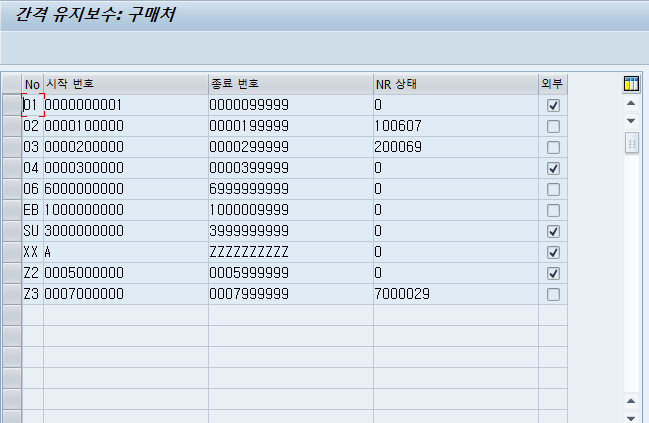 간격 유지보수: 구매처
No 시작 번호 종료 번호 NR 상태 외부
01 0000000001 0000099999 0
02 0000100000 0000199999 100607
03 0000200000 0000299999 200069
04 0000300000 0000399999 0
06 6000000000 6999999999 0
EB 1000000000 1000009999 0
SU 3000000000 3999999999 0
XX A ZZZZZZZZZZ 0
Z2 0005000000 0005999999 0
Z3 0007000000 0007999999 7000029